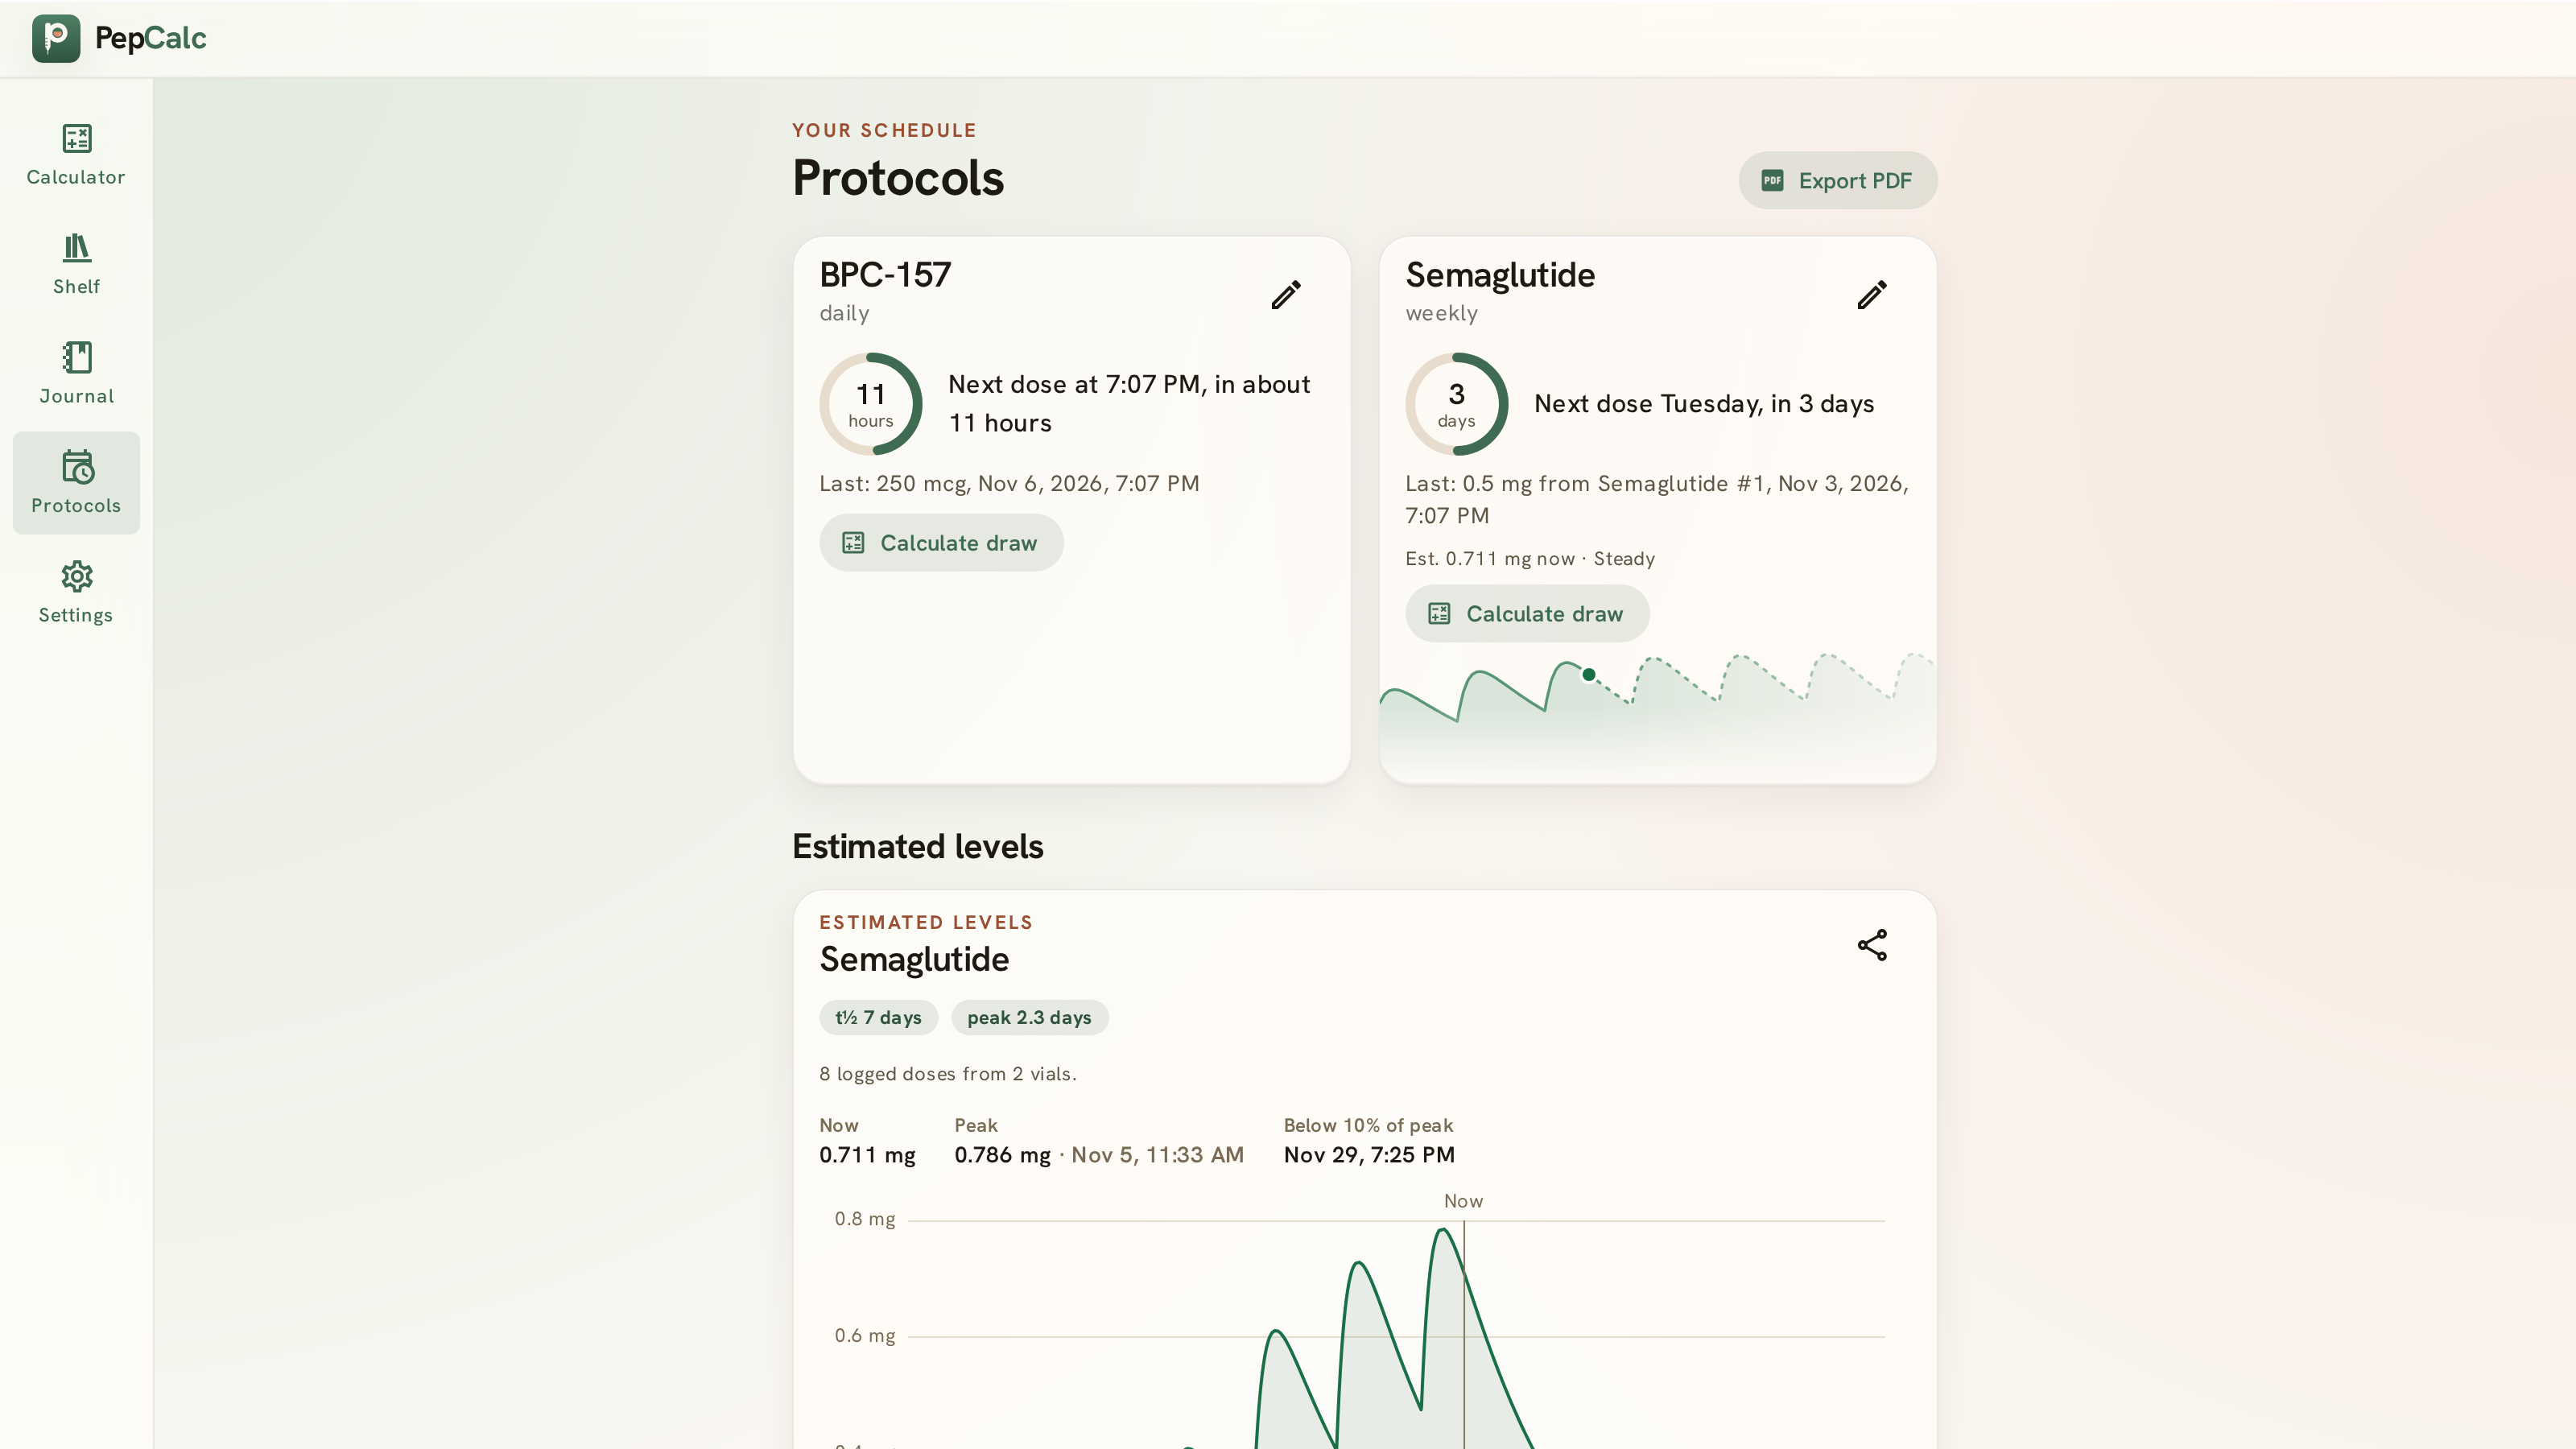 PepCalc
Calculator
Shelf
Journal
Protocols
Settings
YOUR SCHEDULE
Protocols
PDF
Export PDF
BPC-157
daily
11
hours
Next dose at 7:07 PM, in about
11 hours
Last: 250 mcg, Nov 6, 2026, 7:07 PM
Calculate draw
Semaglutide
weekly
3
days
Next dose Tuesday, in 3 days
Last: 0.5 mg from Semaglutide #1, Nov 3, 2026,
7:07 PM
Est. 0.711 mg now · Steady
Calculate draw
Estimated levels
ESTIMATED LEVELS
Semaglutide
t½ 7 days
peak 2.3 days
8 logged doses from 2 vials.
Now
0.711 mg
Peak
0.786 mg · Nov 5, 11:33 AM
Below 10% of peak
Nov 29, 7:25 PM
Now
0.8 mg
0.6 mg